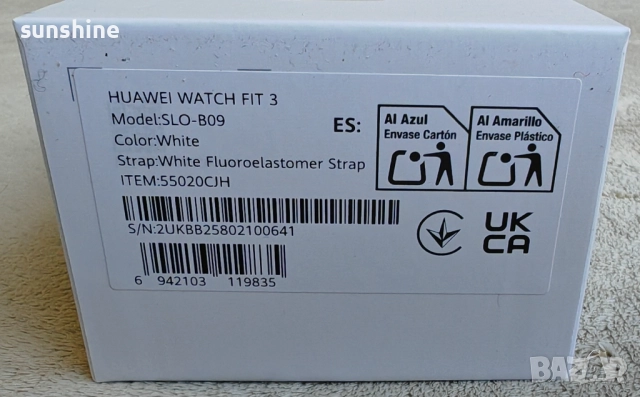 sunshine
HUAWEI WATCH FIT 3
Model:SLO-B09
Color:White
Strap:White Fluoroelastomer Strap
ITEM:55020CJH
S/N:2UKBB25802100641
6 942103 119835
ES:
Al Azul
Envase Cartón
Al Amarillo
Envase Plástico
UK
CA
BAZAR